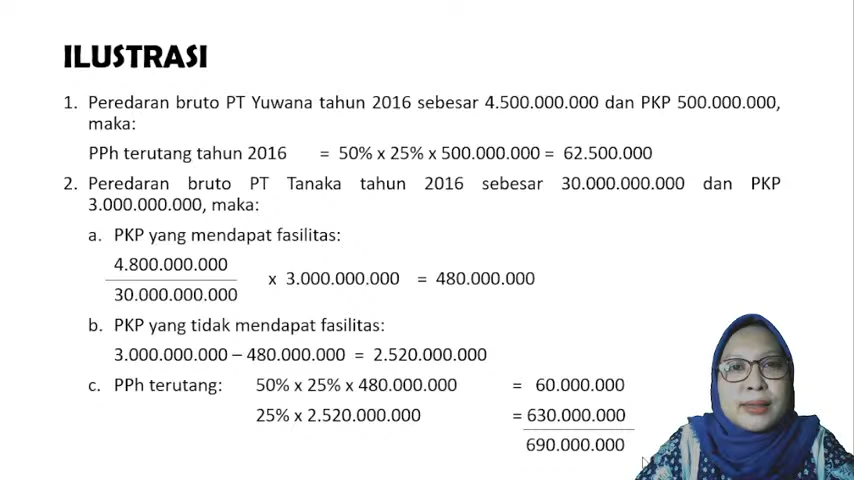 ILUSTRASI
1. Peredaran bruto PT Yuwana tahun 2016 sebesar 4.500.000.000 dan PKP 500.000.000,
maka:
PPh terutang tahun 2016 = 50% x 25% x 500.000.000 = 62.500.000
2. Peredaran bruto PT Tanaka tahun 2016 sebesar 30.000.000.000 dan PKP
3.000.000.000, maka:
a. PKP yang mendapat fasilitas:
4.800.000.000
x 3.000.000.000 = 480.000.000
30.000.000.000
b. PKP yang tidak mendapat fasilitas:
3.000.000.000 – 480.000.000 = 2.520.000.000
c. PPh terutang: 50% x 25% x 480.000.000 = 60.000.000
25% x 2.520.000.000 = 630.000.000
690.000.000